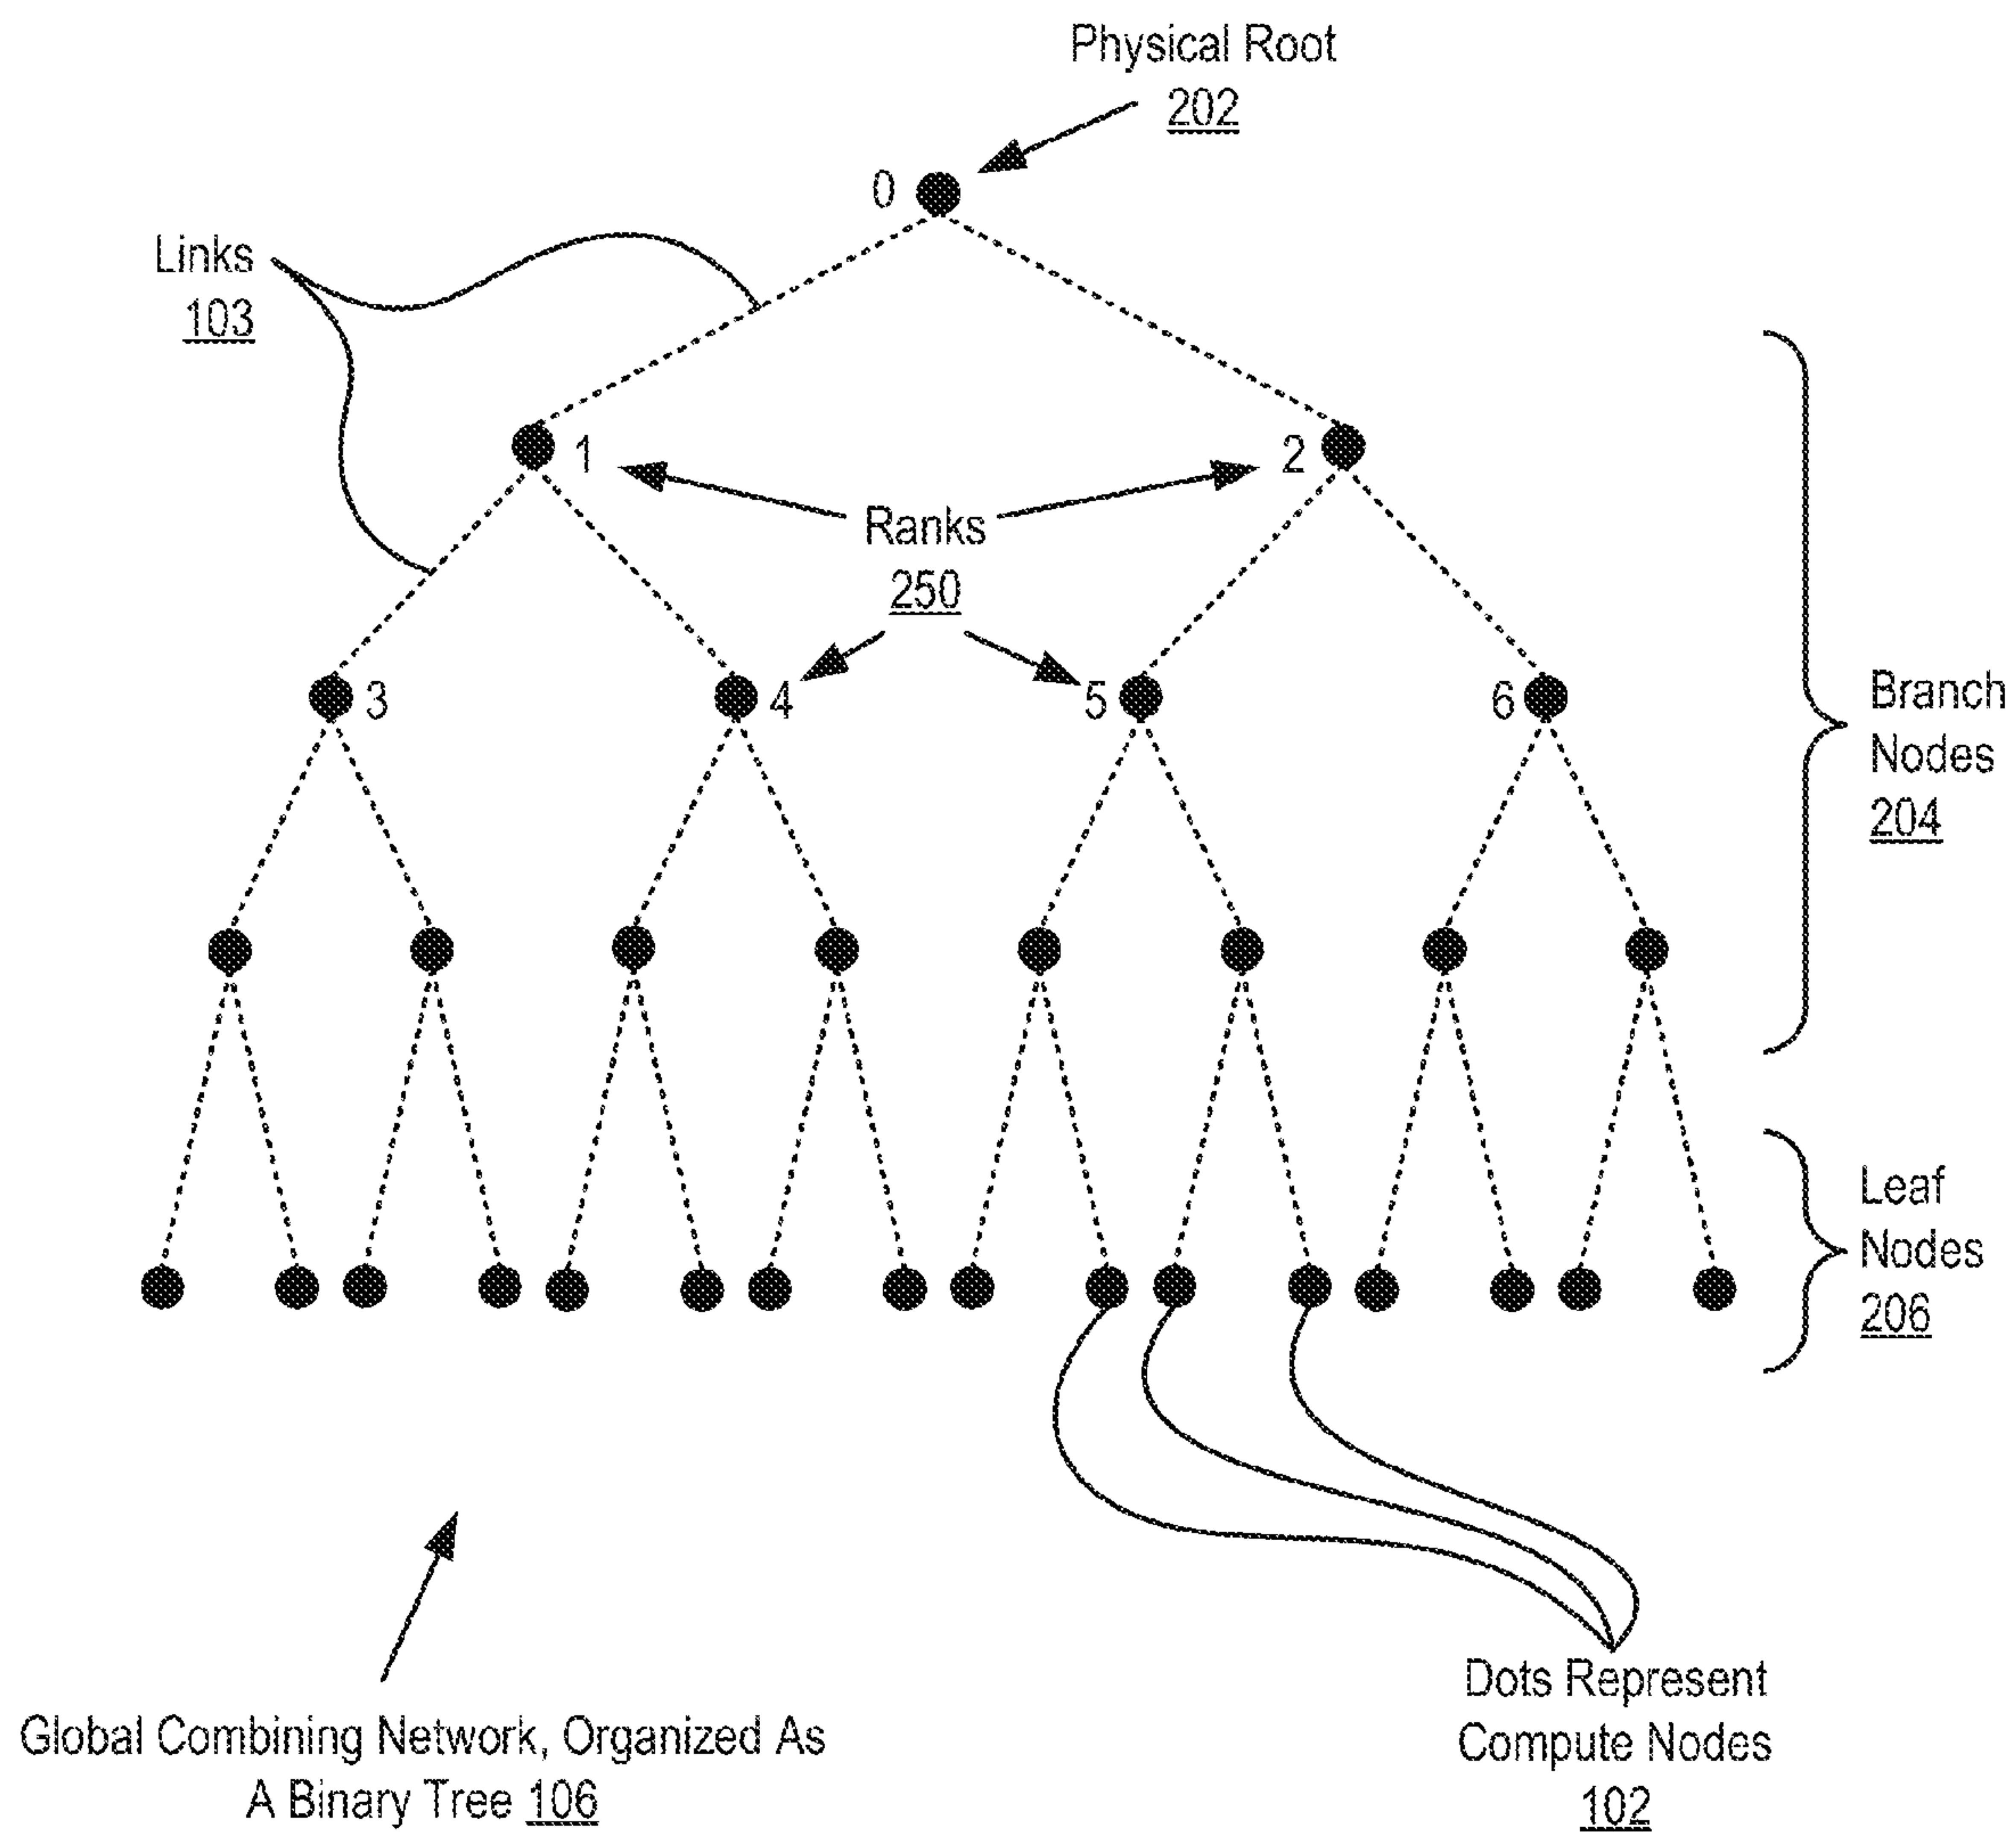 Physical Root
202
0
Links
103
1
2
Ranks
250
3
4
5
6
Branch
Nodes
204
Leaf
Nodes
206
Dots Represent
Compute Nodes
102
Global Combining Network, Organized As
A Binary Tree 106